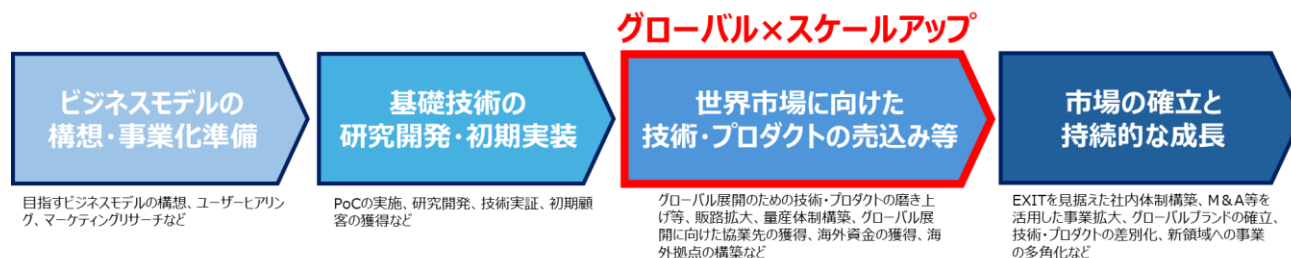 グローバル×スケールアップ
ビジネスモデルの
構想・事業化準備
目指すビジネスモデルの構想、ユーザーヒアリン
グ、マーケティングリサーチなど
基礎技術の
研究開発・初期実装
PoCの実施、研究開発、技術実証、初期顧
客の獲得など
世界市場に向けた
技術・プロダクトの売込み等
グローバル展開のための技術・プロダクトの磨き上
げ等、販路拡大、量産体制構築、グローバル展
開に向けた協業先の獲得、海外資金の獲得、海
外拠点の構築など
市場の確立と
持続的な成長
EXITを見据えた社内体制構築、M&A等を
活用した事業拡大、グローバルブランドの確立、
技術・プロダクトの差別化、新領域への事業
の多角化など